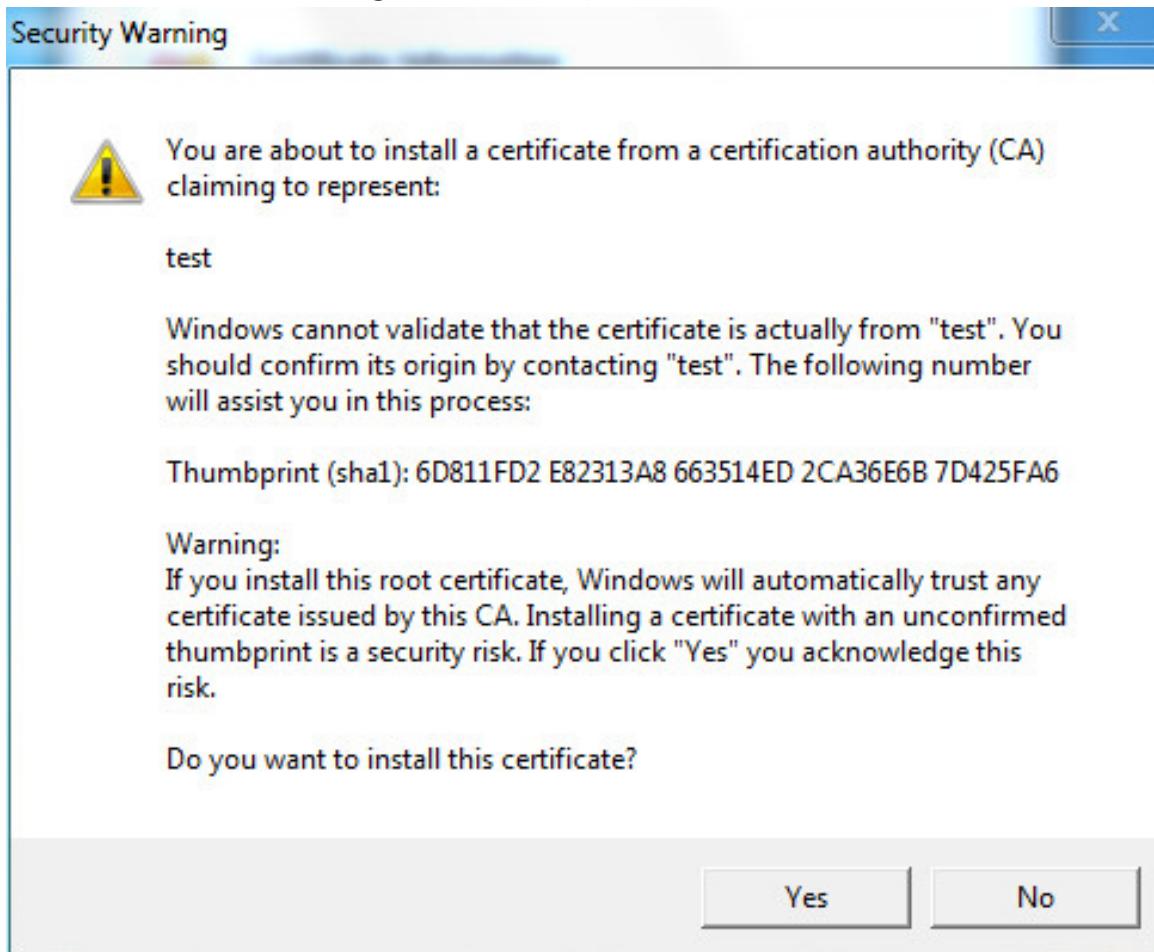 Security Warning
You are about to install a certificate from a certification authority (CA)
claiming to represent:
test
Windows cannot validate that the certificate is actually from "test". You
should confirm its origin by contacting "test". The following number
will assist you in this process:
Thumbprint (sha1): 6D811FD2 E82313A8 663514ED 2CA36E6B 7D425FA6
Warning:
If you install this root certificate, Windows will automatically trust any
certificate issued by this CA. Installing a certificate with an unconfirmed
thumbprint is a security risk. If you click "Yes" you acknowledge this
risk.
Do you want to install this certificate?
Yes
No